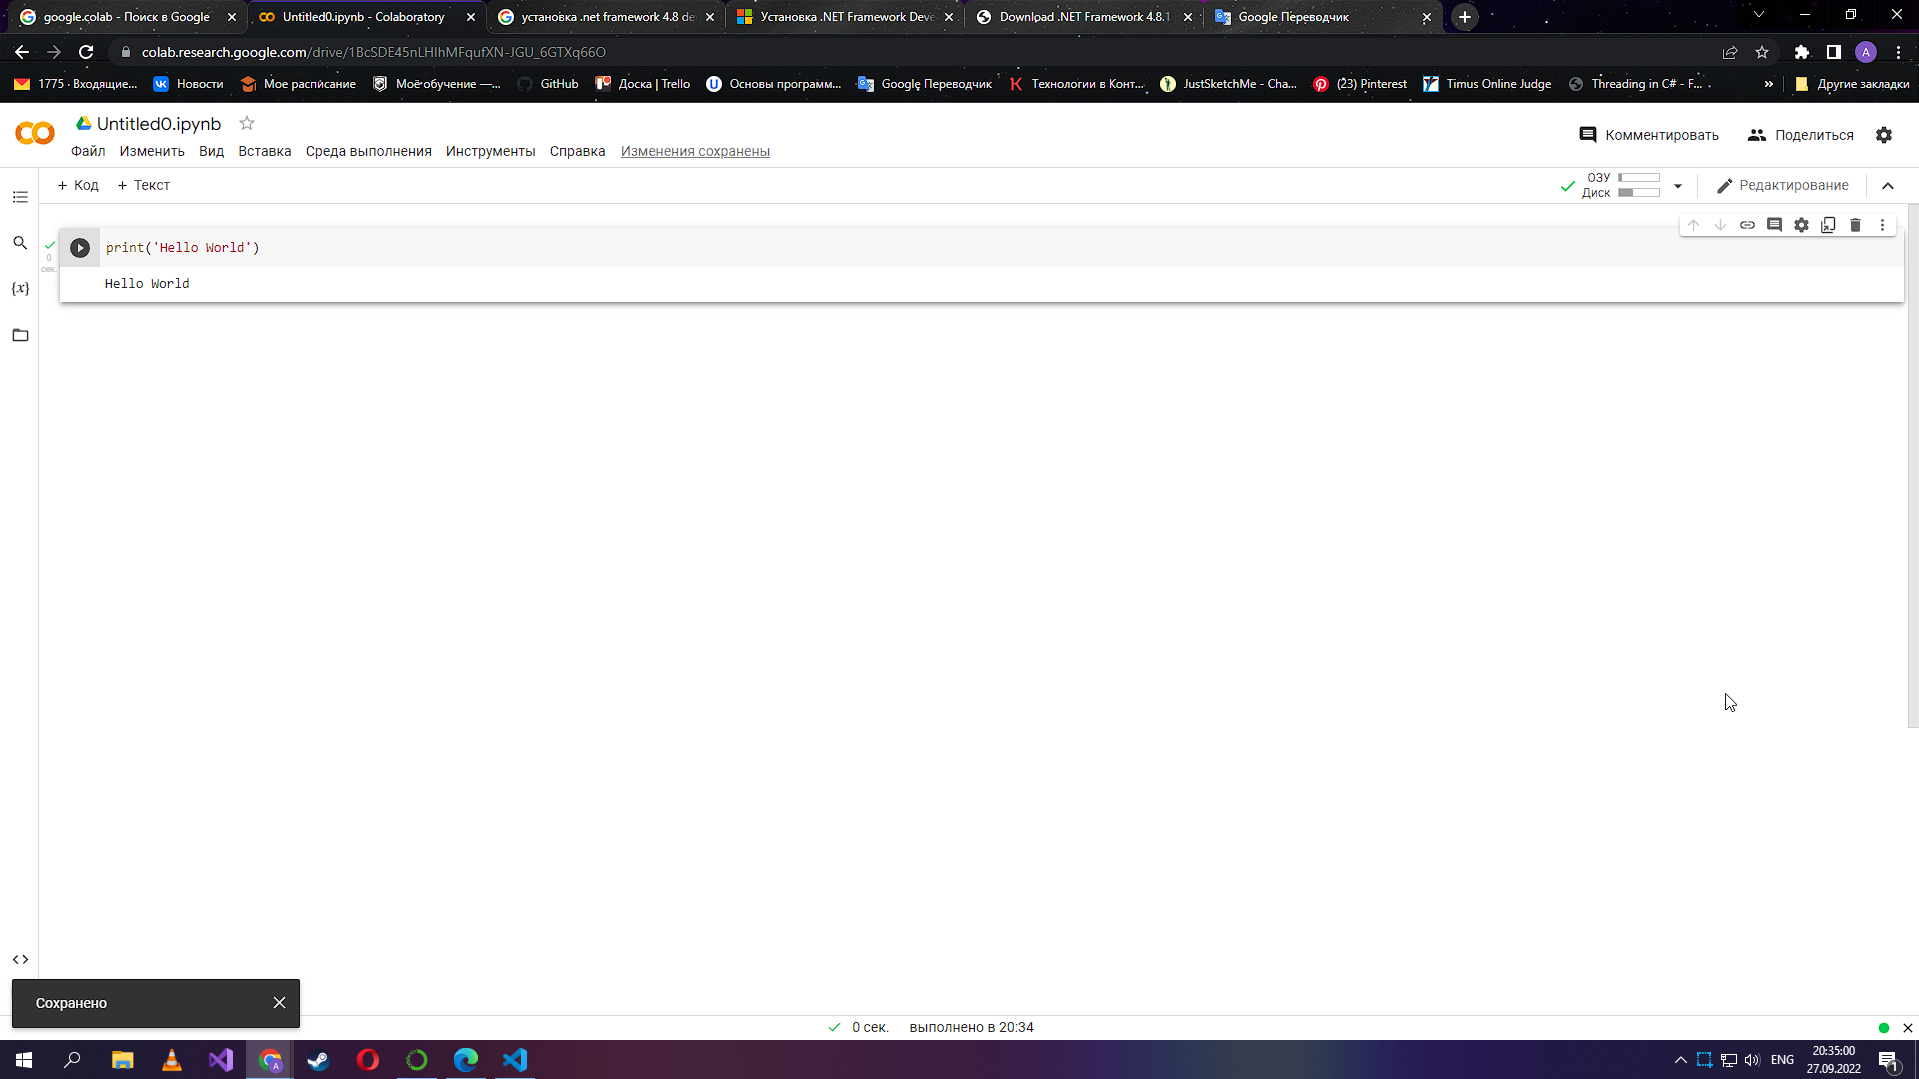 google.colab - Поиск в Google
Untitled0.ipynb - Colaboratory
установка .net framework 4.8 de
Установка .NET Framework Deve
Download .NET Framework 4.8.1
Google Переводчик
colab.research.google.com/drive/1BcSDE45nLHIhMFqufXN-JGU_6GTXq66O
1775 · Входящие...
Новости
Мое расписание
Моё обучение —...
GitHub
Доска | Trello
Основы программ...
Google Переводчик
Технологии в Конт...
JustSketchMe - Cha...
(23) Pinterest
Timus Online Judge
Threading in C# - F...
»
Другие закладки
Untitled0.ipynb
Комментировать
Поделиться
Файл Изменить Вид Вставка Среда выполнения Инструменты Справка Изменения сохранены
+ Код + Текст
ОЗУ
Диск
Редактирование
print('Hello World')
0
сек.
{x}
Hello World
Сохранено
0 сек. выполнено в 20:34
ENG
20:35:00
27.09.2022
1